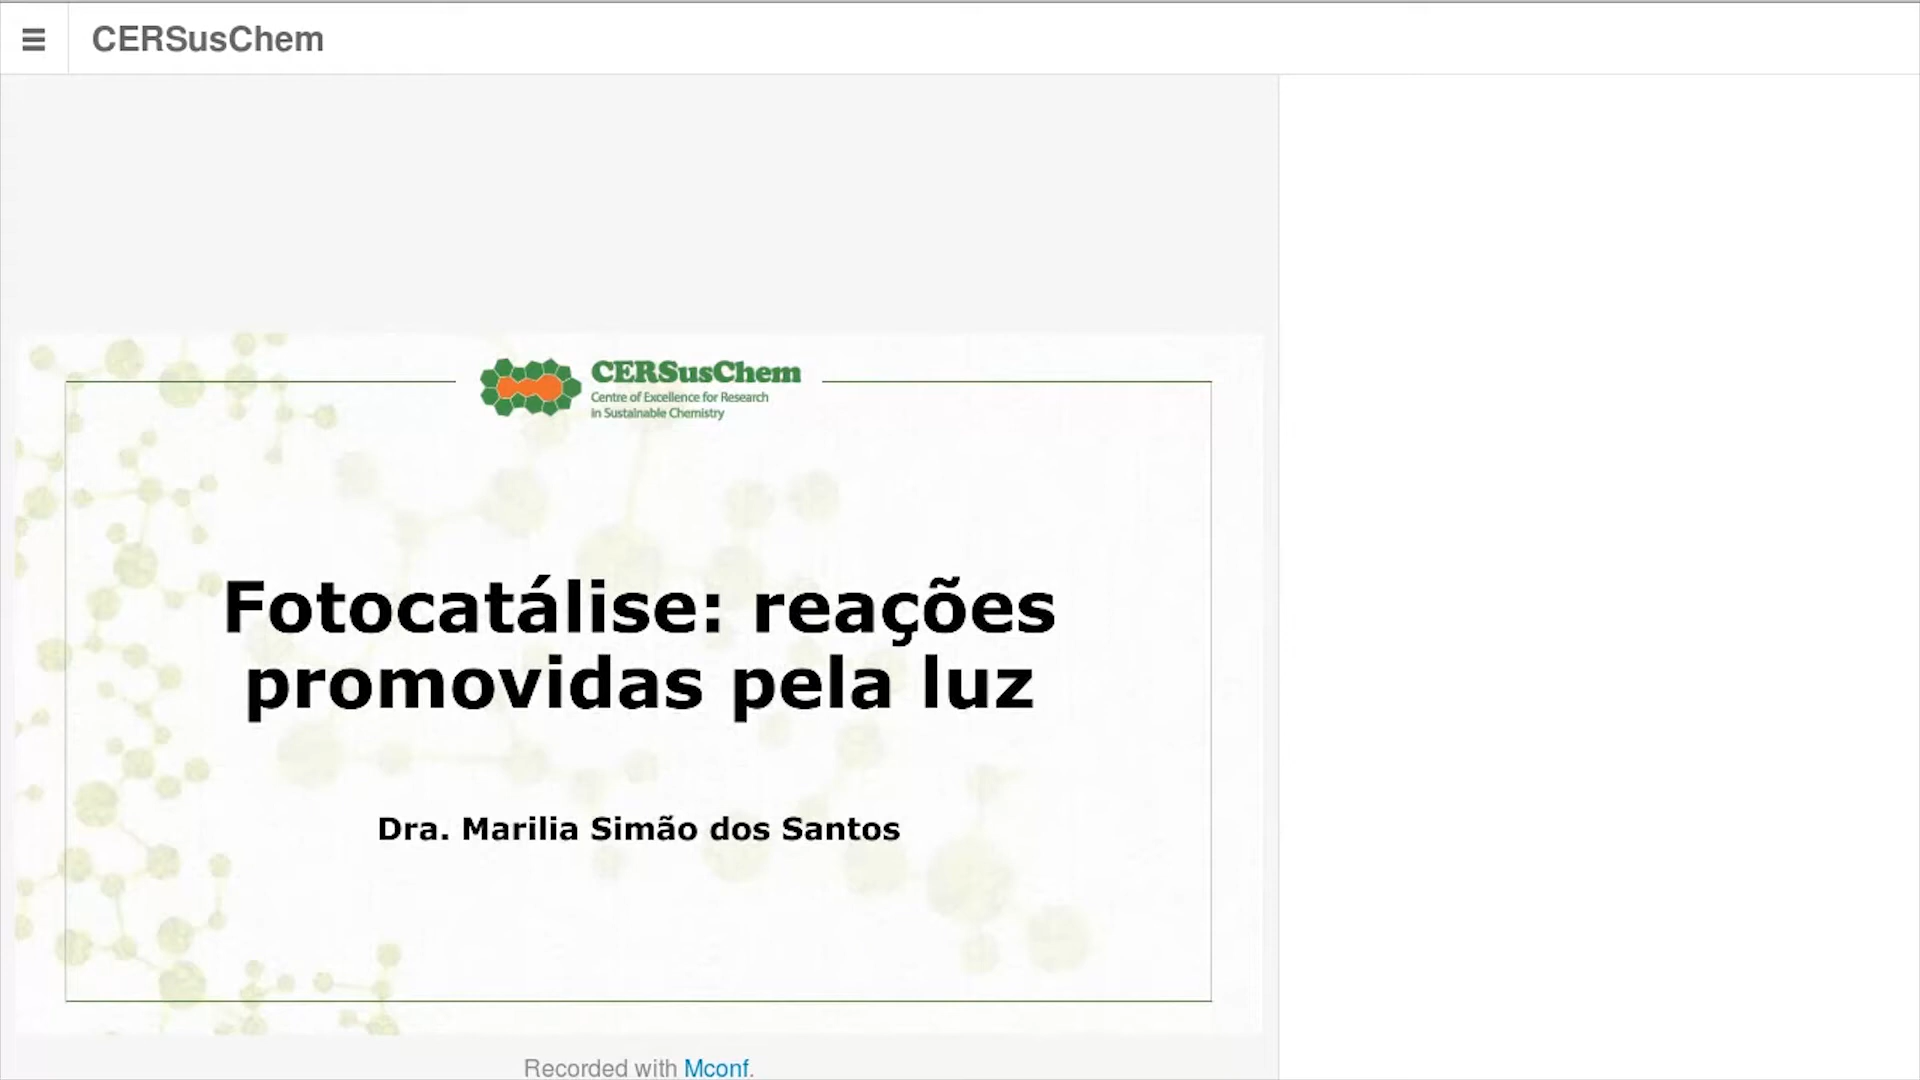 CERSusChem
CERSusChem
Centre of Excellence for Research
in Sustainable Chemistry
Fotocatálise: reações
promovidas pela luz
Dra. Marilia Simão dos Santos
Recorded with Mconf.